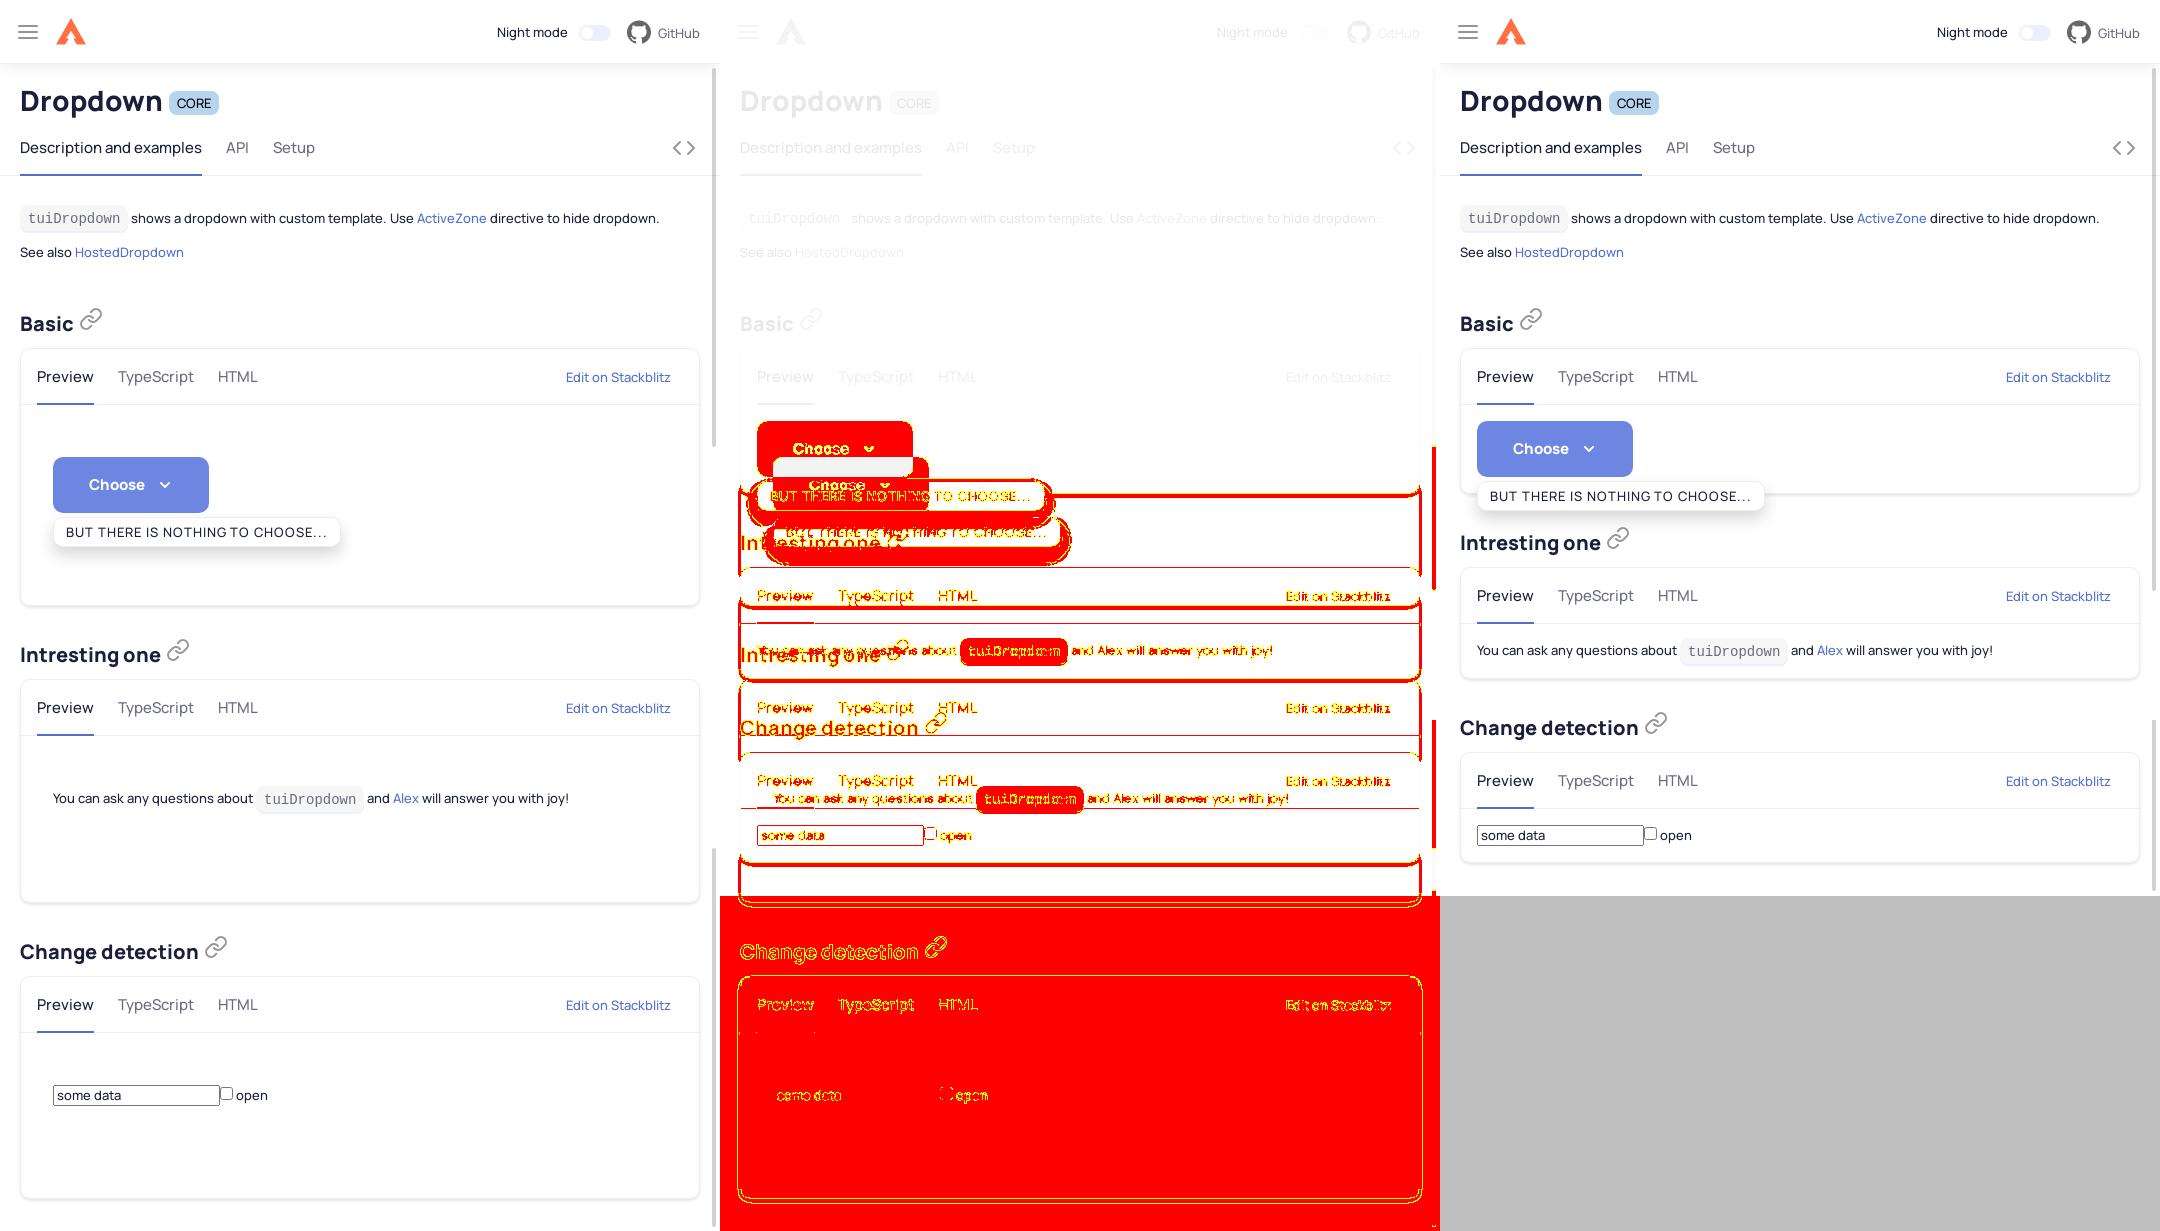 Night mode GitHub
Dropdown CORE
Description and examples API Setup
tuiDropdown shows a dropdown with custom template. Use ActiveZone directive to hide dropdown.
See also HostedDropdown
Basic
Preview TypeScript HTML Edit on Stackblitz
Choose
BUT THERE IS NOTHING TO CHOOSE...
Intresting one
Preview TypeScript HTML Edit on Stackblitz
You can ask any questions about tuiDropdown and Alex will answer you with joy!
Change detection
Preview TypeScript HTML Edit on Stackblitz
some data open
Night mode GitHub
Dropdown CORE
Description and examples API Setup
tuiDropdown shows a dropdown with custom template. Use ActiveZone directive to hide dropdown.
See also HostedDropdown
Basic
Preview TypeScript HTML Edit on Stackblitz
Choose
Choose
BUT THERE IS NOTHING TO CHOOSE...
BUT THERE IS NOTHING TO CHOOSE...
Intresting one
Preview TypeScript HTML Edit on Stackblitz
You can ask any questions about tuiDropdown and Alex will answer you with joy!
Intresting one
Preview TypeScript HTML Edit on Stackblitz
Change detection
Preview TypeScript HTML Edit on Stackblitz
You can ask any questions about tuiDropdown and Alex will answer you with joy!
some data open
Change detection
Preview TypeScript HTML Edit on Stackblitz
some data open
Night mode GitHub
Dropdown CORE
Description and examples API Setup
tuiDropdown shows a dropdown with custom template. Use ActiveZone directive to hide dropdown.
See also HostedDropdown
Basic
Preview TypeScript HTML Edit on Stackblitz
Choose
BUT THERE IS NOTHING TO CHOOSE...
Intresting one
Preview TypeScript HTML Edit on Stackblitz
You can ask any questions about tuiDropdown and Alex will answer you with joy!
Change detection
Preview TypeScript HTML Edit on Stackblitz
some data open